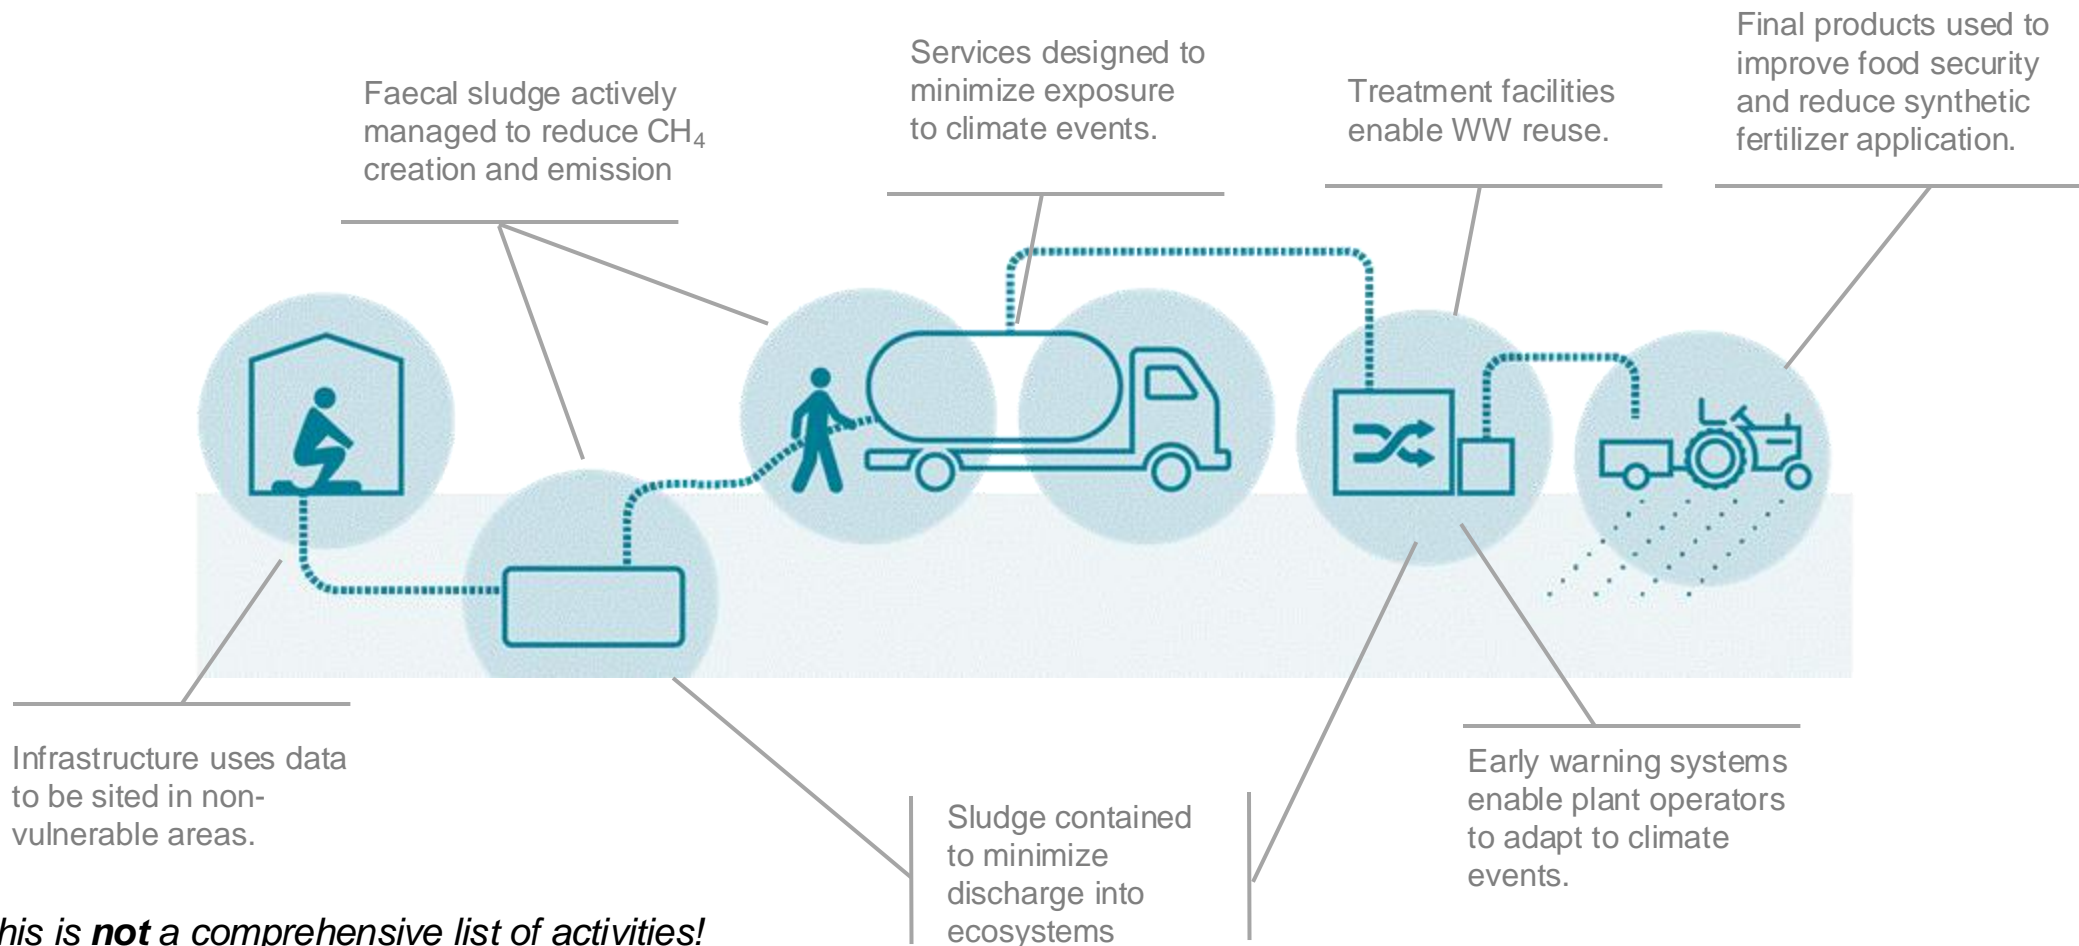 Final products used to
improve food security
and reduce synthetic
fertilizer application.
Services designed to
minimize exposure
to climate events.
Faecal sludge actively
managed to reduce CH₄
creation and emission
Treatment facilities
enable WW reuse.
Infrastructure uses data
to be sited in non-
vulnerable areas.
Sludge contained
to minimize
discharge into
ecosystems
Early warning systems
enable plant operators
to adapt to climate
events.
his is not a comprehensive list of activities!